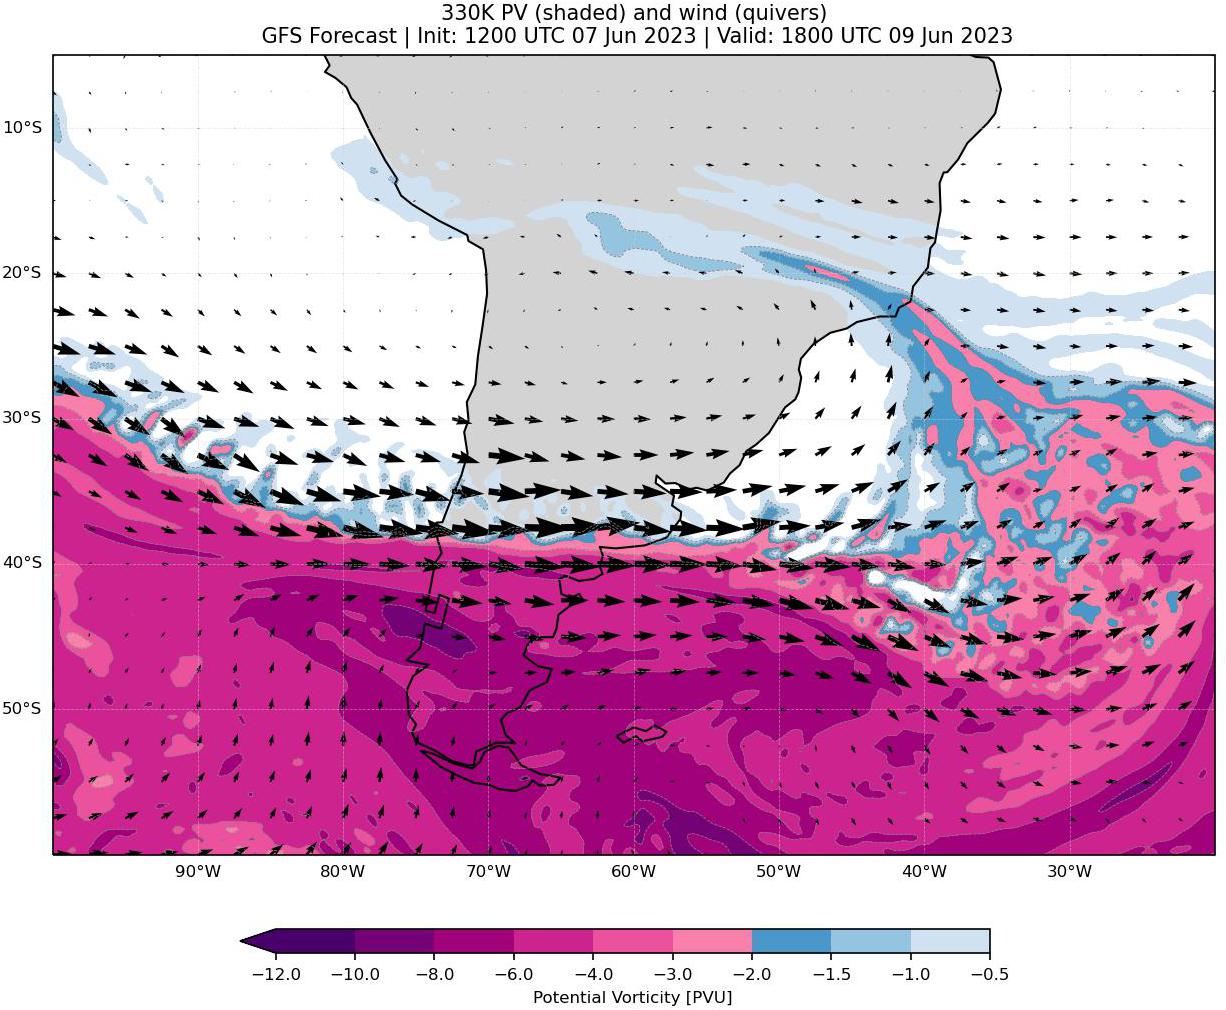 330K PV (shaded) and wind (quivers)
GFS Forecast | Init: 1200 UTC 07 Jun 2023 | Valid: 1800 UTC 09 Jun 2023
10°S
20°S
30°S
40°S
50°S
90°W 80°W 70°W 60°W 50°W 40°W 30°W
−12.0 −10.0 −8.0 −6.0 −4.0 −3.0 −2.0 −1.5 −1.0 −0.5
Potential Vorticity [PVU]